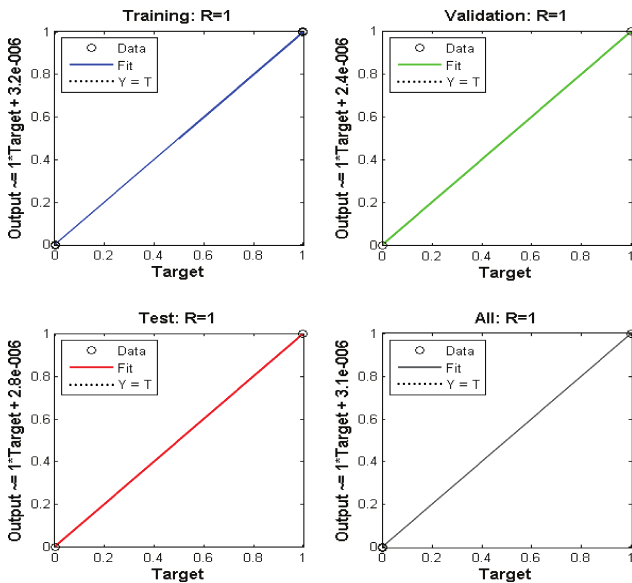 Training: R=1
Output ~= 1*Target + 3.2e-006
Data
Fit
Y = T
1
0.8
0.6
0.4
0.2
0
0 0.2 0.4 0.6 0.8 1
Target
Validation: R=1
Output ~= 1*Target + 2.4e-006
Data
Fit
Y = T
1
0.8
0.6
0.4
0.2
0
0 0.2 0.4 0.6 0.8 1
Target
Test: R=1
Output ~= 1*Target + 2.8e-006
Data
Fit
Y = T
1
0.8
0.6
0.4
0.2
0
0 0.2 0.4 0.6 0.8 1
Target
All: R=1
Output ~= 1*Target + 3.1e-006
Data
Fit
Y = T
1
0.8
0.6
0.4
0.2
0
0 0.2 0.4 0.6 0.8 1
Target